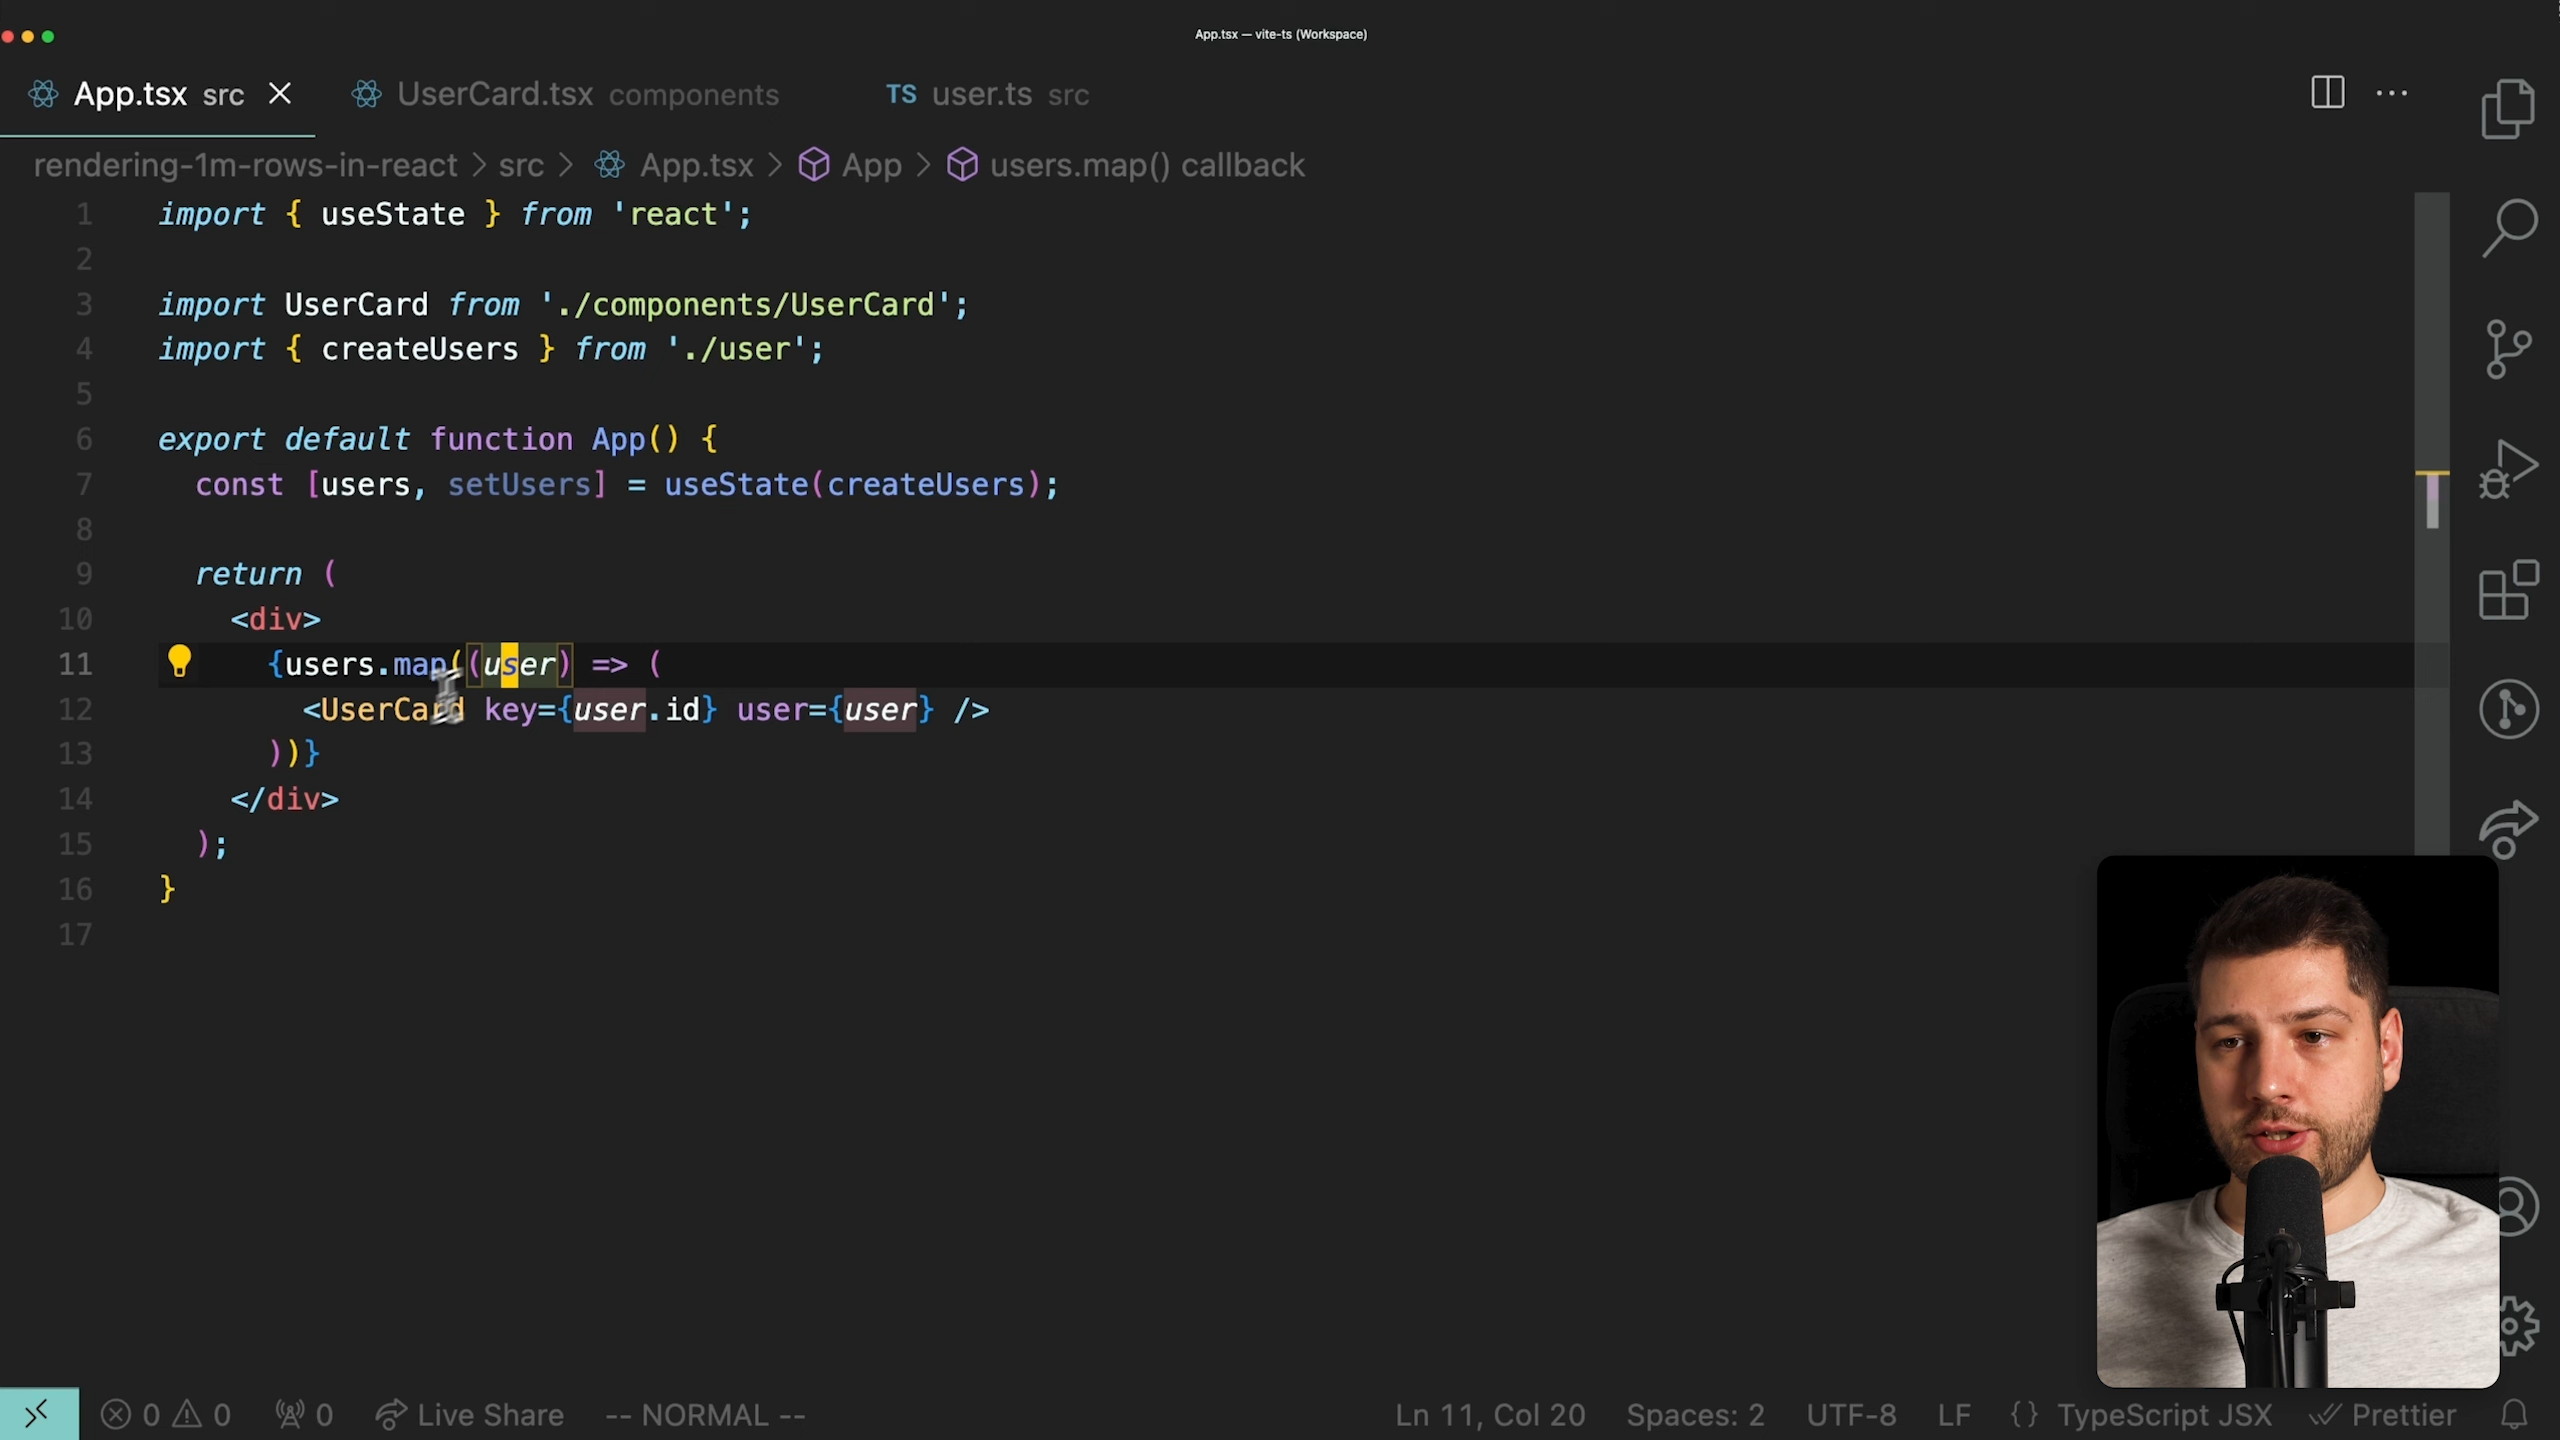 App.tsx — vite-ts (Workspace)
App.tsx src
UserCard.tsx components
TS user.ts src
rendering-1m-rows-in-react > src > App.tsx > App > users.map() callback
1 import { useState } from 'react';
2
3 import UserCard from './components/UserCard';
4 import { createUsers } from './user';
5
6 export default function App() {
7 const [users, setUsers] = useState(createUsers);
8
9 return (
10 <div>
11 {users.map((user) => (
12 <UserCard key={user.id} user={user} />
13 ))}
14 </div>
15 );
16 }
17
0 0 0 Live Share -- NORMAL -- Ln 11, Col 20 Spaces: 2 UTF-8 LF {} TypeScript JSX Prettier